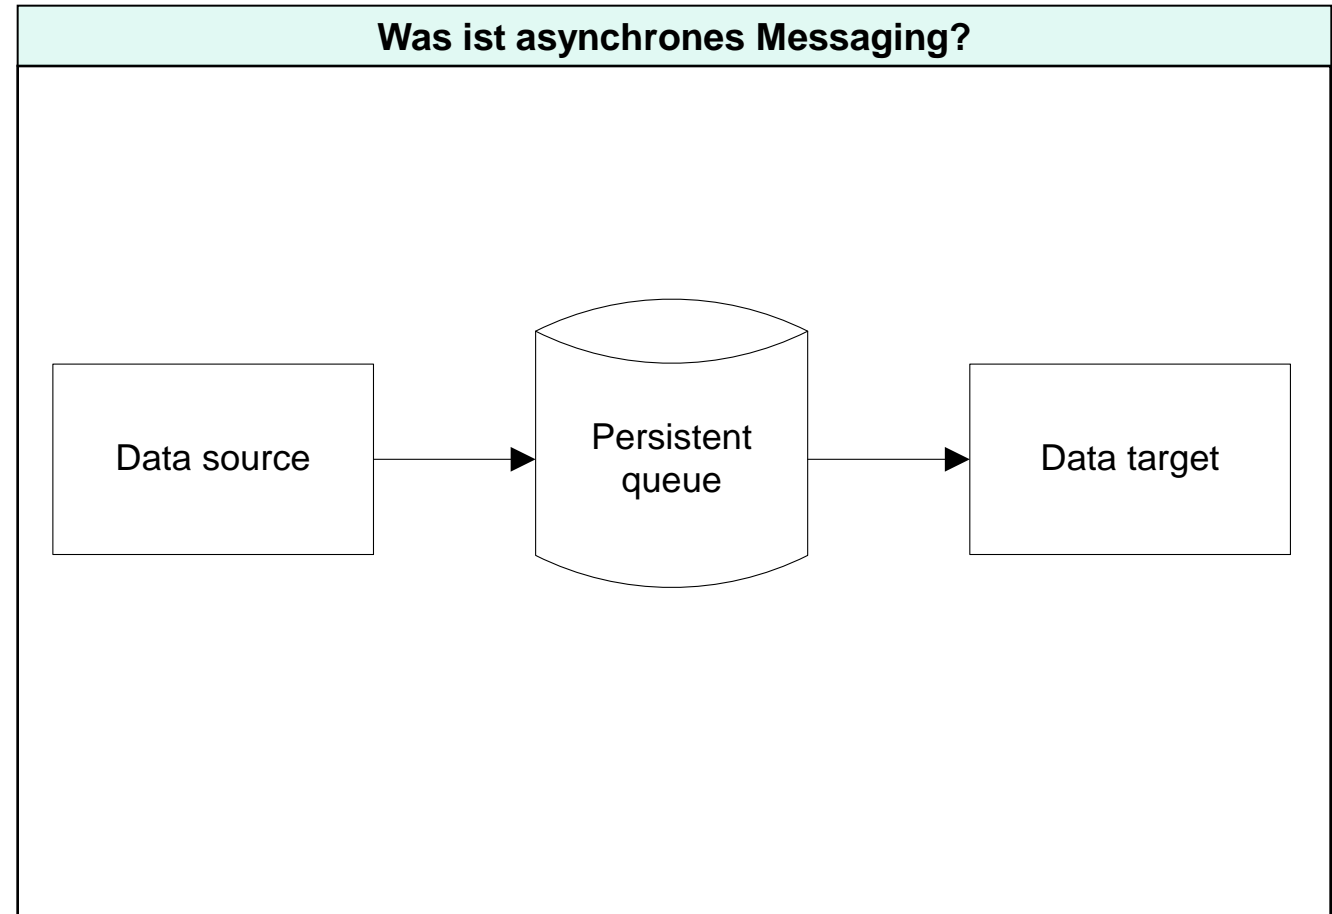 Was ist asynchrones Messaging?
Data source
Persistent
queue
Data target